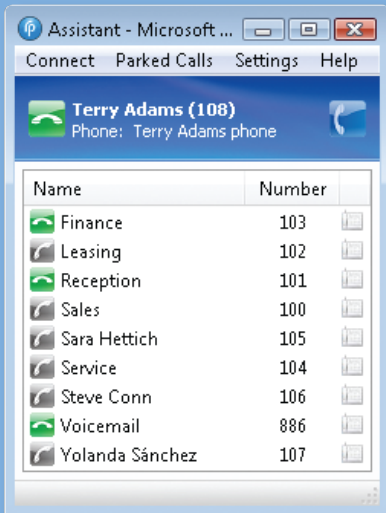 Assistant - Microsoft ...
Connect Parked Calls Settings Help
Terry Adams (108)
Phone: Terry Adams phone
Name Number
Finance 103
Leasing 102
Reception 101
Sales 100
Sara Hettich 105
Service 104
Steve Conn 106
Voicemail 886
Yolanda Sánchez 107